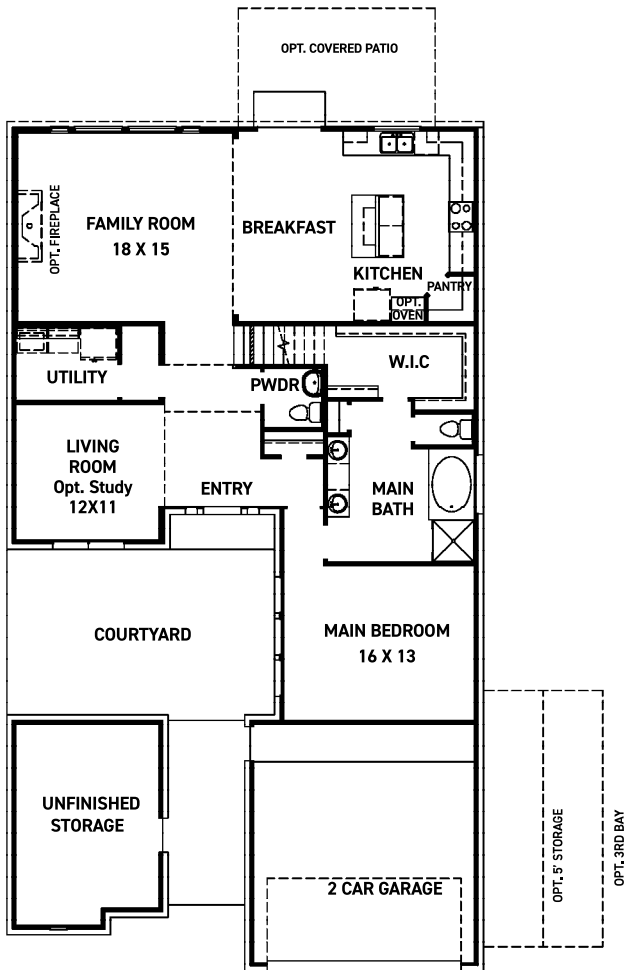 OPT. COVERED PATIO
OPT. FIREPLACE
FAMILY ROOM
18 X 15
BREAKFAST
KITCHEN
PANTRY
OPT.
OVEN
UTILITY
PWDR
W.I.C
LIVING
ROOM
Opt. Study
12X11
ENTRY
MAIN
BATH
COURTYARD
MAIN BEDROOM
16 X 13
UNFINISHED
STORAGE
2 CAR GARAGE
OPT. 5' STORAGE
OPT. 3RD BAY